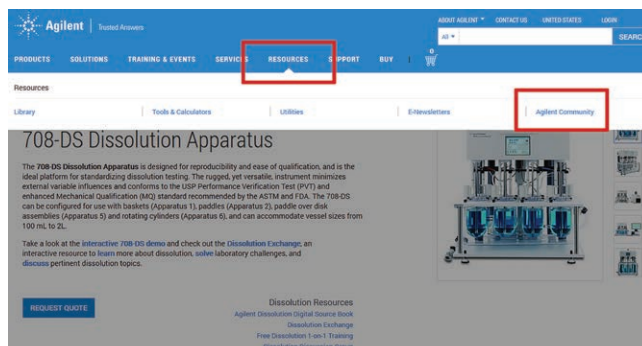 Agilent | Trusted Answers
ABOUT AGILENT CONTACT US UNITED STATES LOGIN
All
SEARC
PRODUCTS SOLUTIONS TRAINING & EVENTS SERVICES RESOURCES SUPPORT BUY 0
Resources
Library Tools & Calculators Utilities E-Newsletters Agilent Community
708-DS Dissolution Apparatus
The 708-DS Dissolution Apparatus is designed for reproducibility and ease of qualification, and is the
ideal platform for standardizing dissolution testing. The rugged, yet versatile, instrument minimizes
external variable influences and conforms to the USP Performance Verification Test (PVT) and
enhanced Mechanical Qualification (MQ) standard recommended by the ASTM and FDA. The 708-DS
can be configured for use with baskets (Apparatus 1), paddles (Apparatus 2), paddle over disk
assemblies (Apparatus 5) and rotating cylinders (Apparatus 6), and can accommodate vessel sizes from
100 mL to 2L.
Take a look at the interactive 708-DS demo and check out the Dissolution Exchange, an
interactive resource to learn more about dissolution, solve laboratory challenges, and
discuss pertinent dissolution topics.
REQUEST QUOTE
Dissolution Resources
Agilent Dissolution Digital Source Book
Dissolution Exchange
Free Dissolution 1-on-1 Training